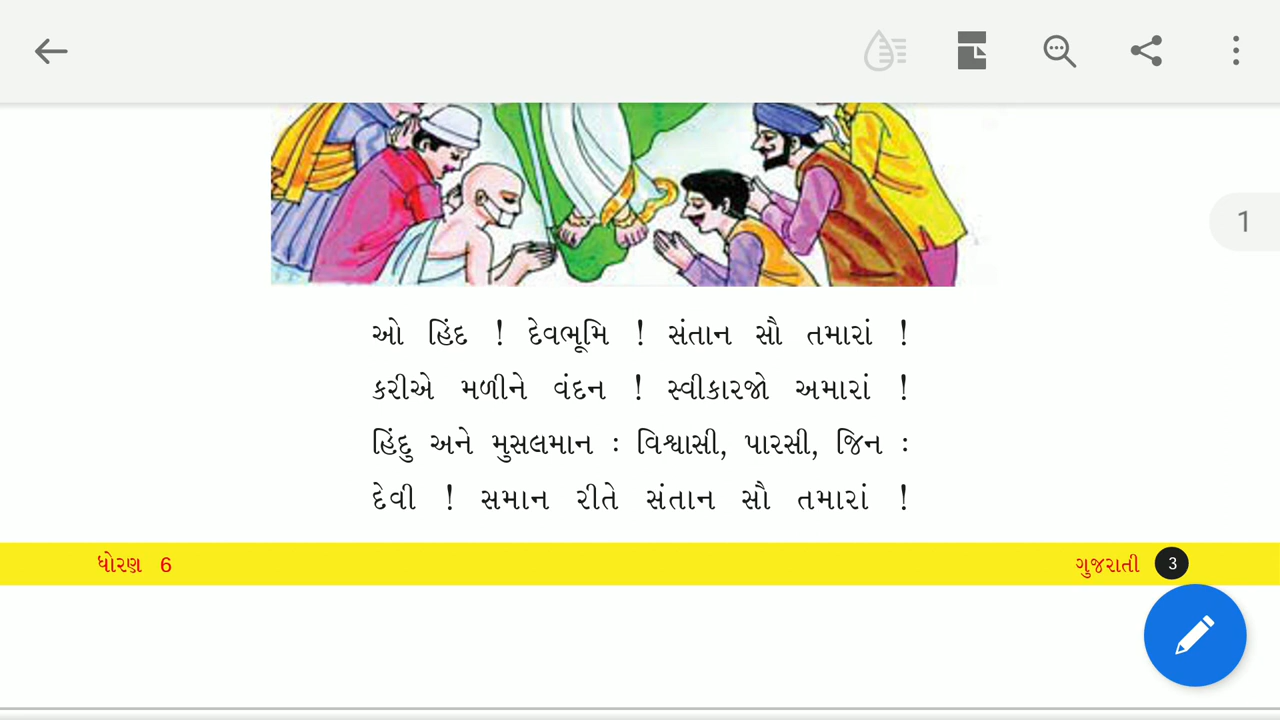 1
ઓ હિંદ ! દેવભૂમિ ! સંતાન સૌ તમારાં !
કરીએ મળીને વંદન ! સ્વીકારજો અમારાં !
હિંદુ અને મુસલમાન : વિશ્વાસી, પારસી, જિન :
દેવી ! સમાન રીતે સંતાન સૌ તમારાં !
ધોરણ 6 ગુજરાતી 3